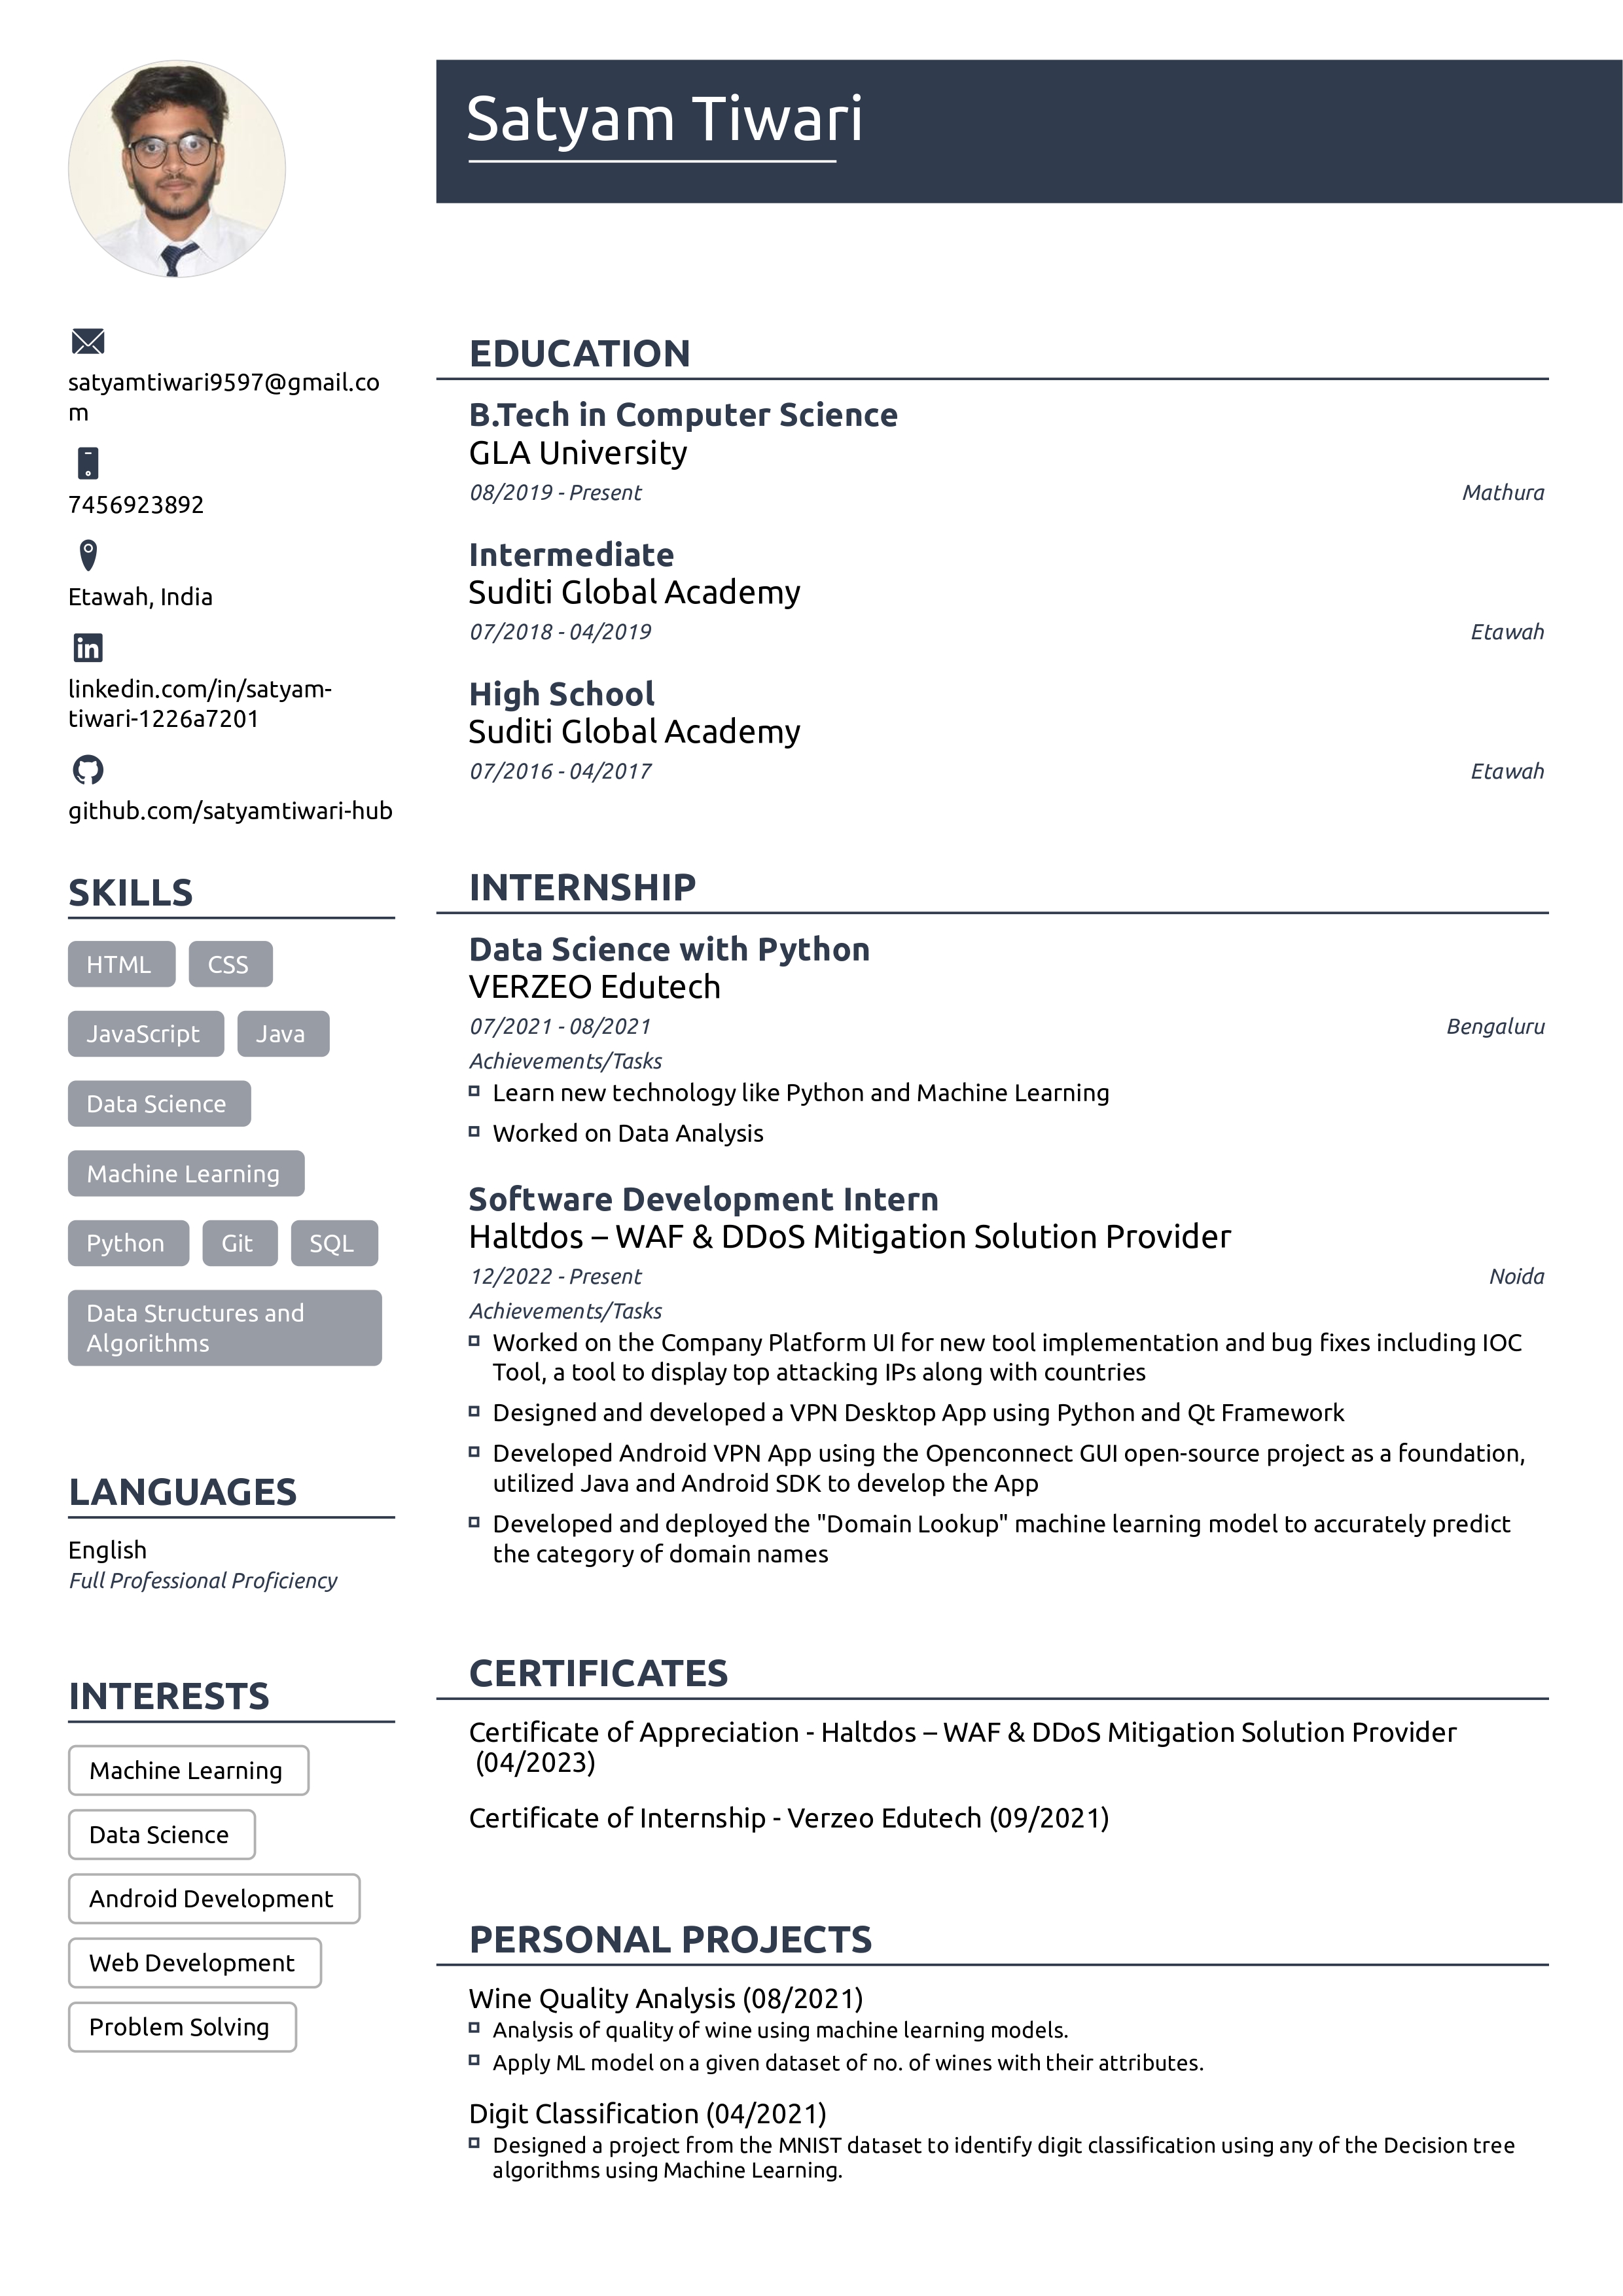 Satyam Tiwari
satyamtiwari9597@gmail.co
m
7456923892
Etawah, India
linkedin.com/in/satyam-
tiwari-1226a7201
github.com/satyamtiwari-hub
SKILLS
HTML CSS
JavaScript Java
Data Science
Machine Learning
Python Git SQL
Data Structures and
Algorithms
LANGUAGES
English
Full Professional Proficiency
INTERESTS
Machine Learning
Data Science
Android Development
Web Development
Problem Solving
EDUCATION
B.Tech in Computer Science
GLA University
08/2019 - Present Mathura
Intermediate
Suditi Global Academy
07/2018 - 04/2019 Etawah
High School
Suditi Global Academy
07/2016 - 04/2017 Etawah
INTERNSHIP
Data Science with Python
VERZEO Edutech
07/2021 - 08/2021 Bengaluru
Achievements/Tasks
Learn new technology like Python and Machine Learning
Worked on Data Analysis
Software Development Intern
Haltdos – WAF & DDoS Mitigation Solution Provider
12/2022 - Present Noida
Achievements/Tasks
Worked on the Company Platform UI for new tool implementation and bug fixes including IOC
Tool, a tool to display top attacking IPs along with countries
Designed and developed a VPN Desktop App using Python and Qt Framework
Developed Android VPN App using the Openconnect GUI open-source project as a foundation,
utilized Java and Android SDK to develop the App
Developed and deployed the "Domain Lookup" machine learning model to accurately predict
the category of domain names
CERTIFICATES
Certificate of Appreciation - Haltdos – WAF & DDoS Mitigation Solution Provider
(04/2023)
Certificate of Internship - Verzeo Edutech (09/2021)
PERSONAL PROJECTS
Wine Quality Analysis (08/2021)
Analysis of quality of wine using machine learning models.
Apply ML model on a given dataset of no. of wines with their attributes.
Digit Classification (04/2021)
Designed a project from the MNIST dataset to identify digit classification using any of the Decision tree
algorithms using Machine Learning.